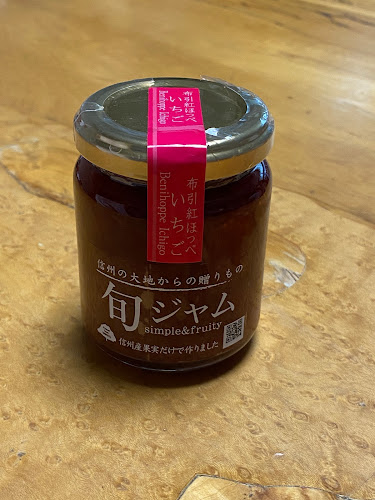 布引紅ほっぺ
いちご
Benihoppe Ichigo
布引紅ほっぺ
いちご
Benihoppe Ichigo
信州の大地からの贈りもの
旬ジャム
simple&fruity
信州産果実だけで作りました